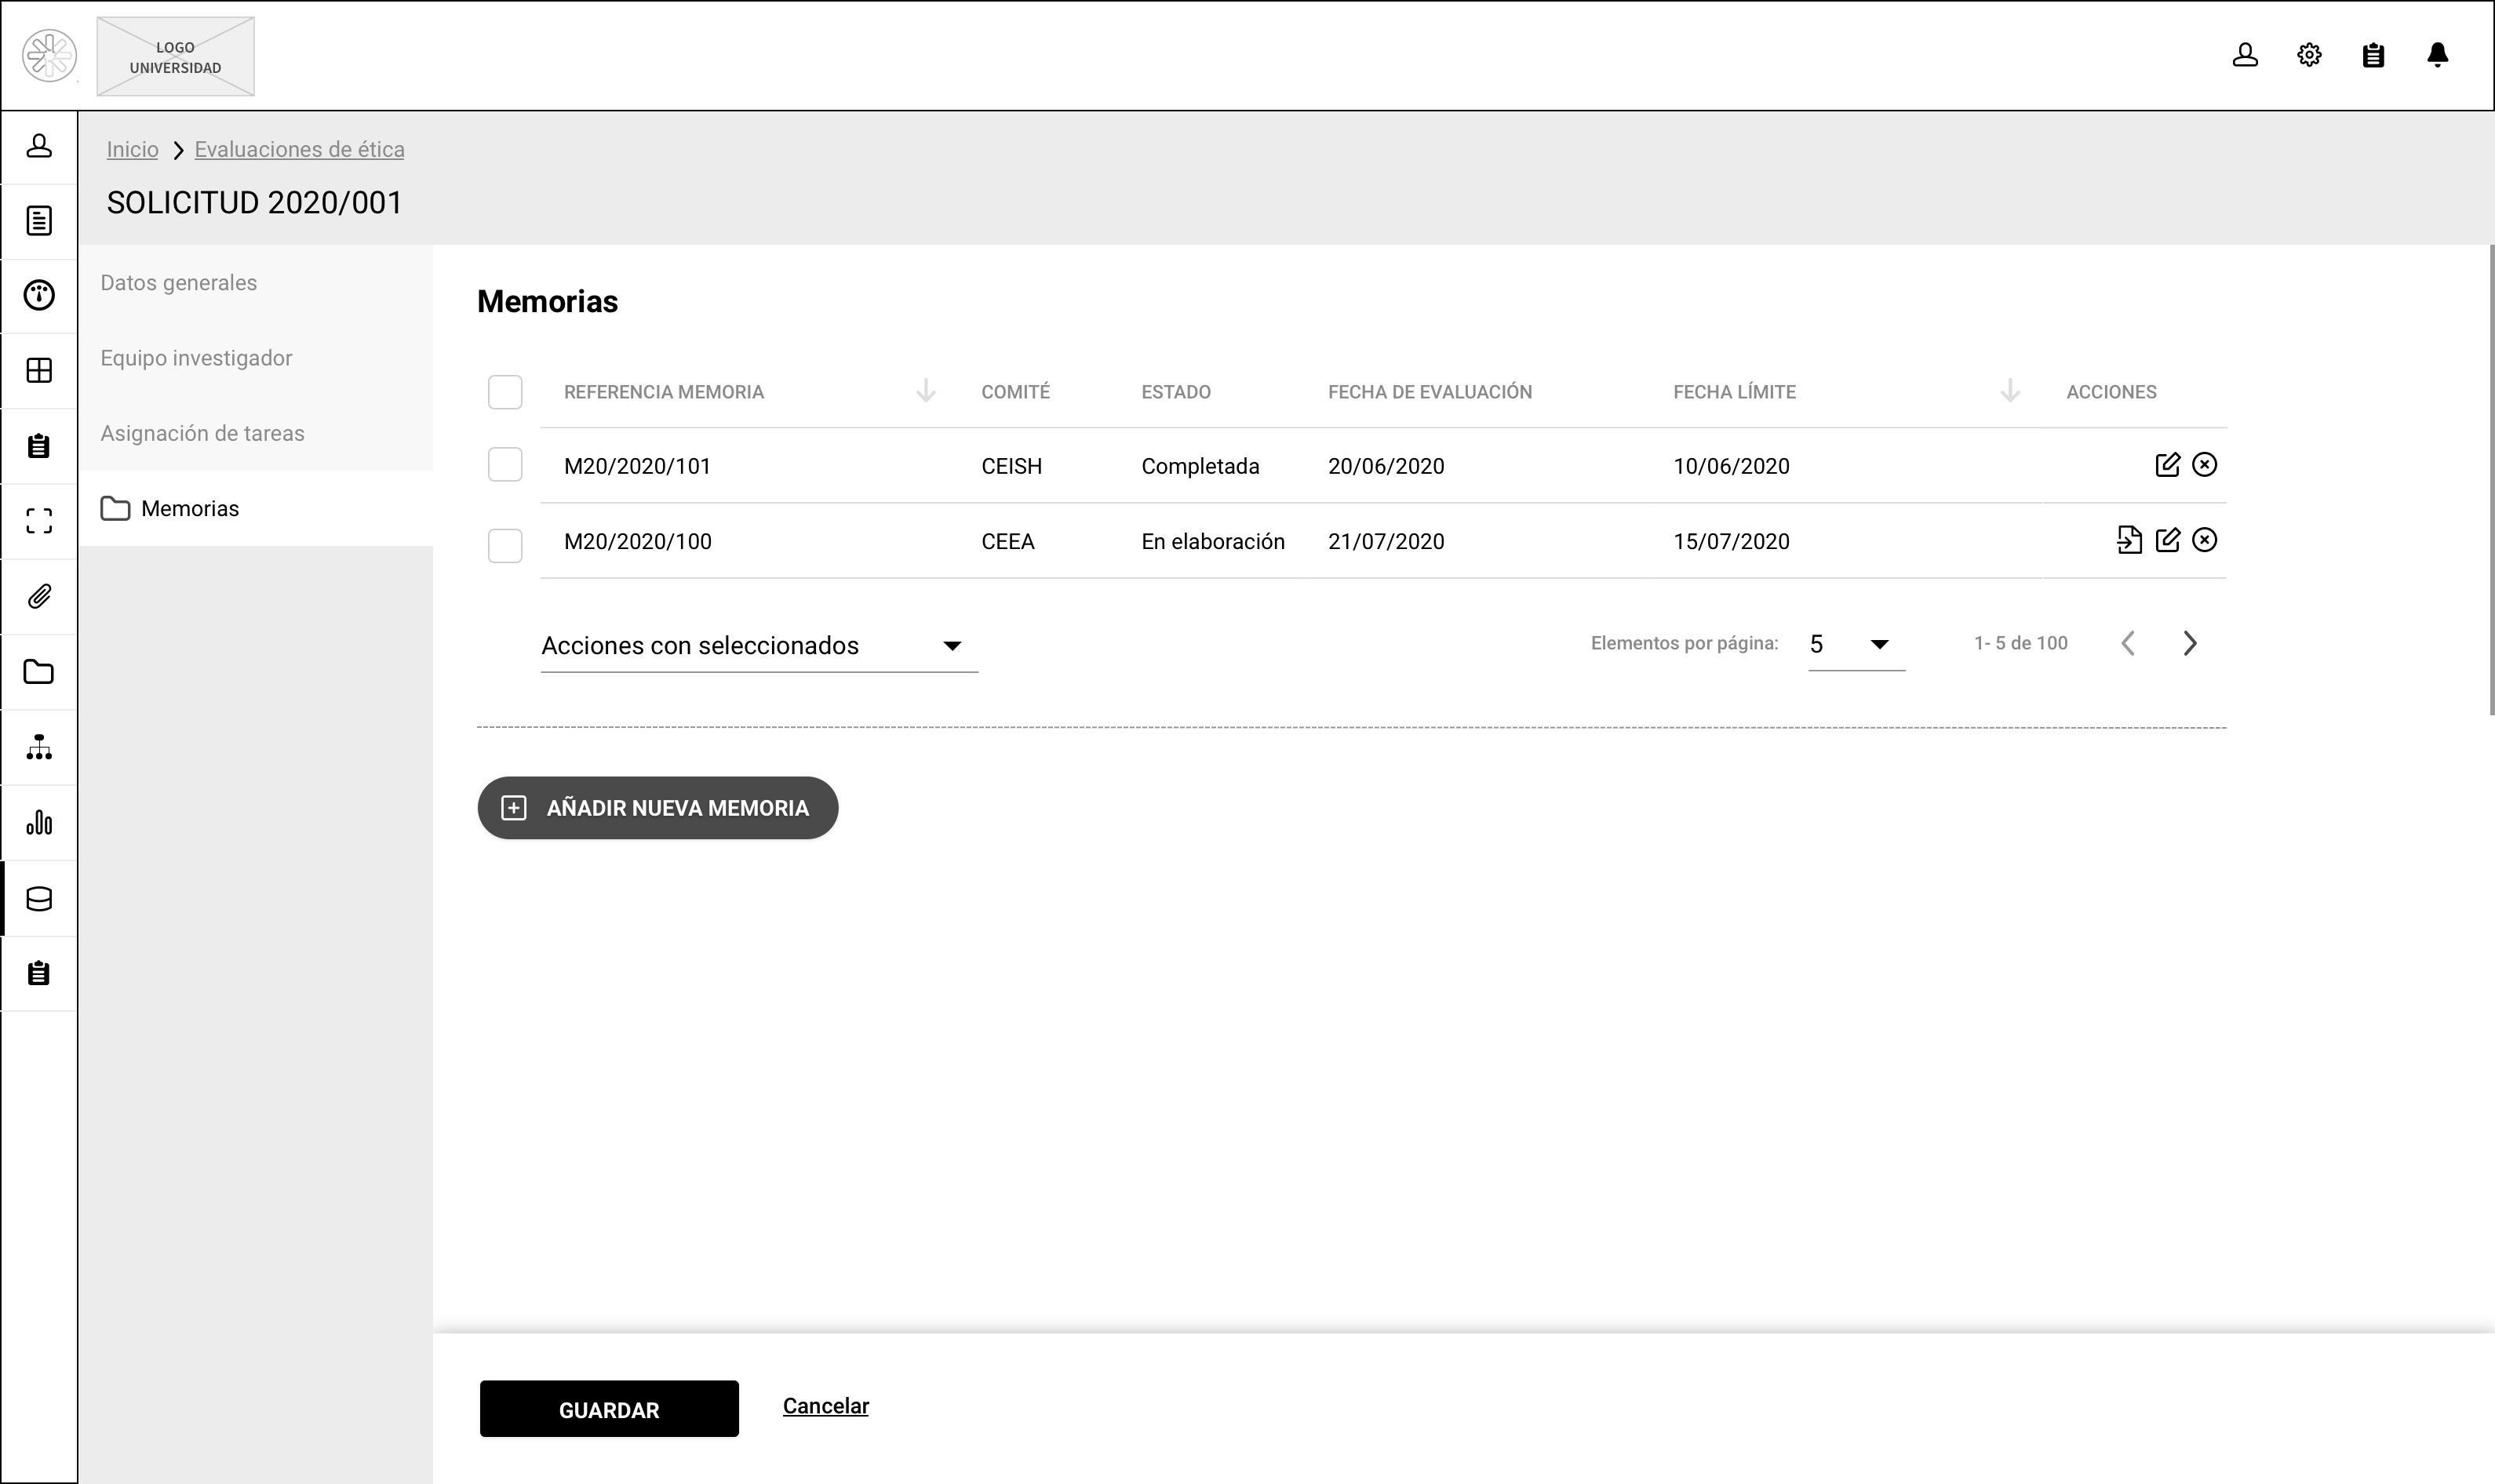 LOGO
UNIVERSIDAD
Inicio Evaluaciones de ética
SOLICITUD 2020/001
Datos generales
Equipo investigador
Asignación de tareas
Memorias
Memorias
REFERENCIA MEMORIA COMITÉ ESTADO FECHA DE EVALUACIÓN FECHA LÍMITE ACCIONES
M20/2020/101 CEISH Completada 20/06/2020 10/06/2020
M20/2020/100 CEEA En elaboración 21/07/2020 15/07/2020
Acciones con seleccionados Elementos por página: 5 1- 5 de 100
AÑADIR NUEVA MEMORIA
GUARDAR Cancelar